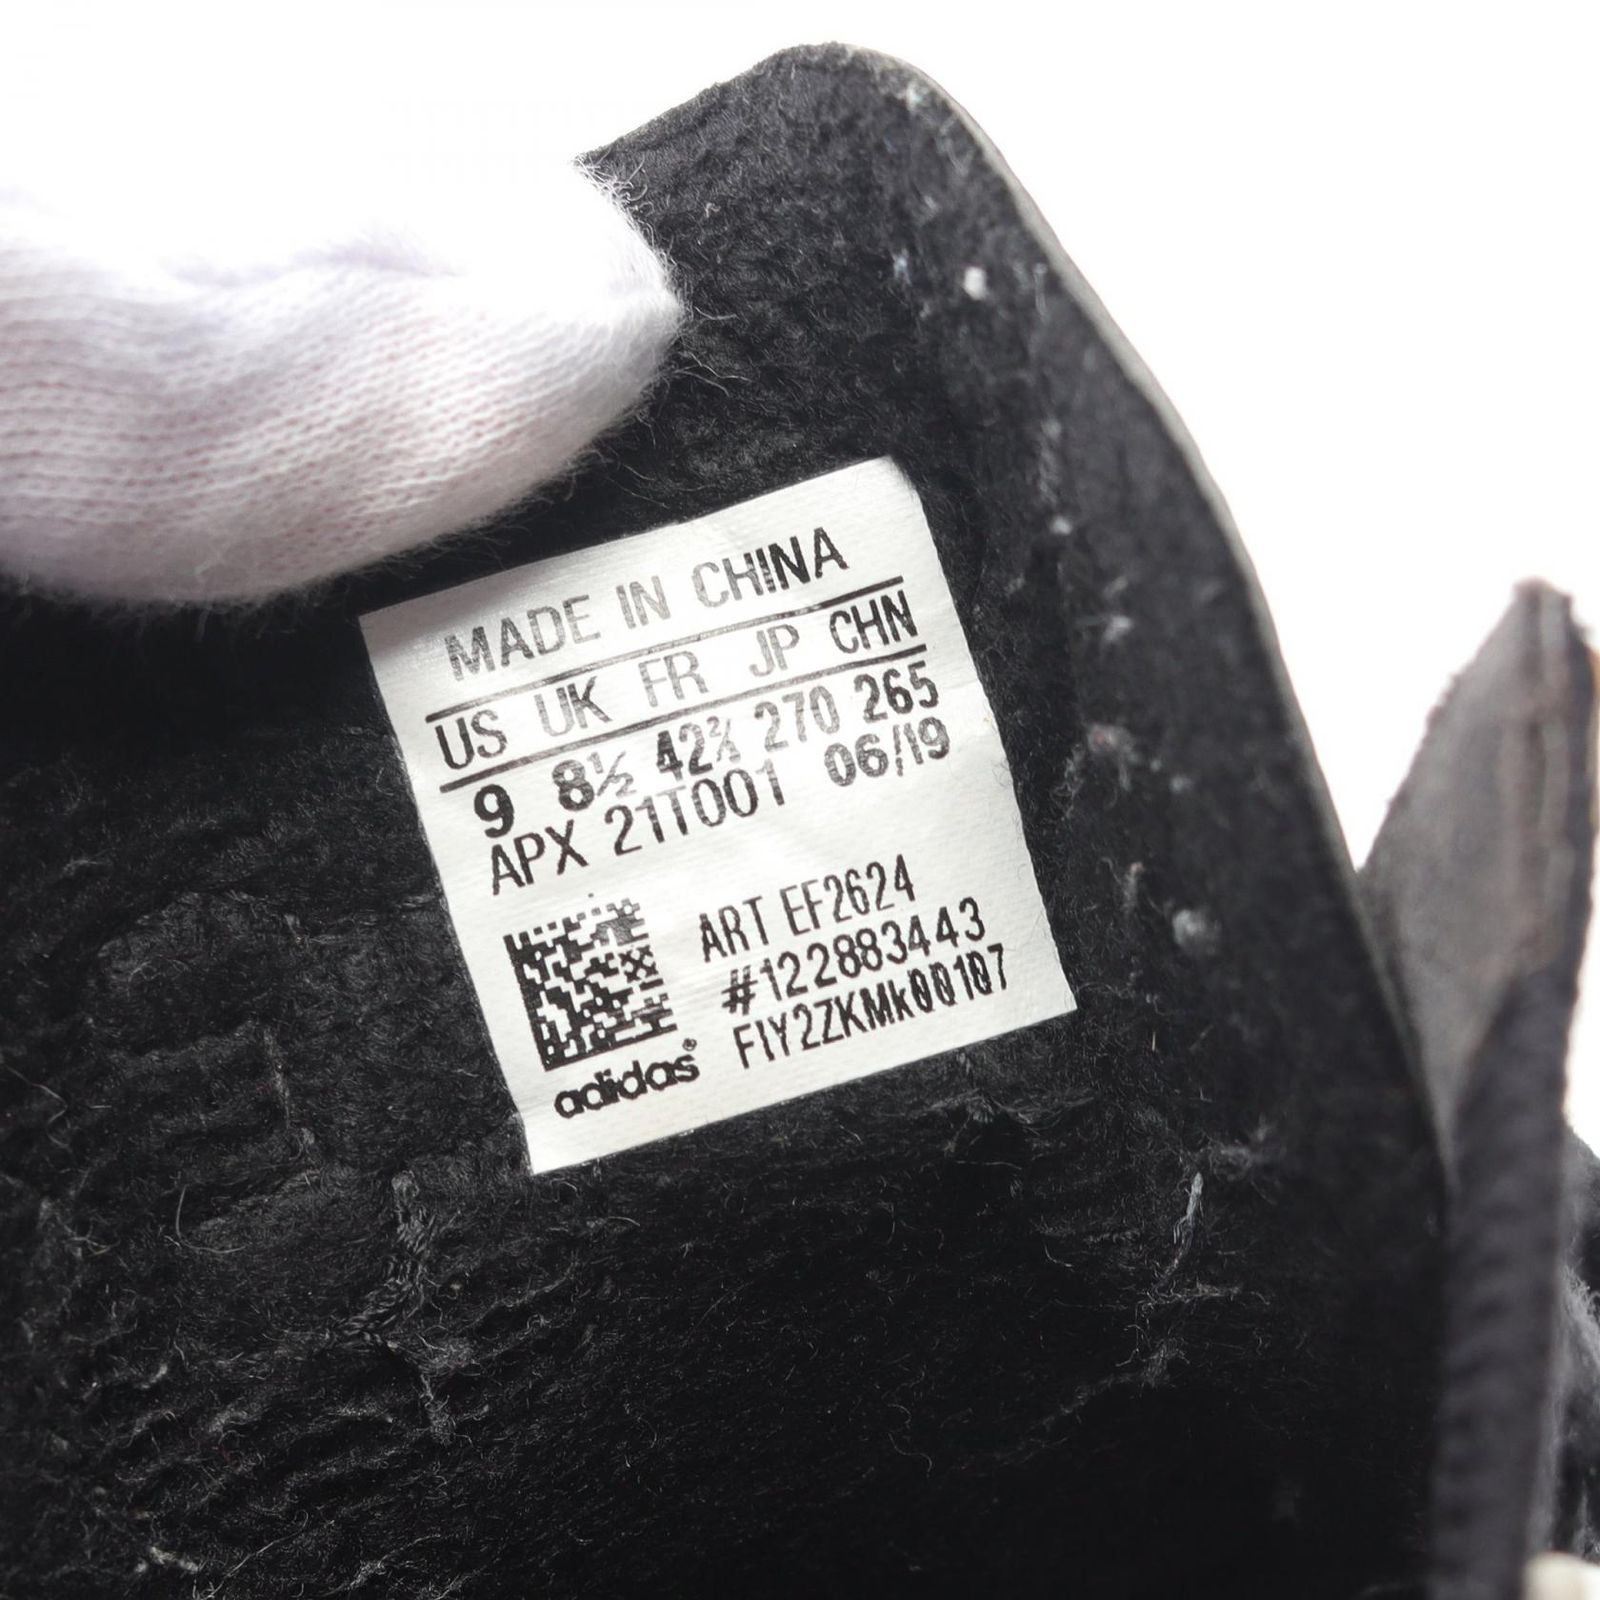 MADE IN CHINA
US UK FR JP CHN
9 8½ 42⅔ 270 265
APX 21T001 06/19
ART EF2624
#122883443
adidas®